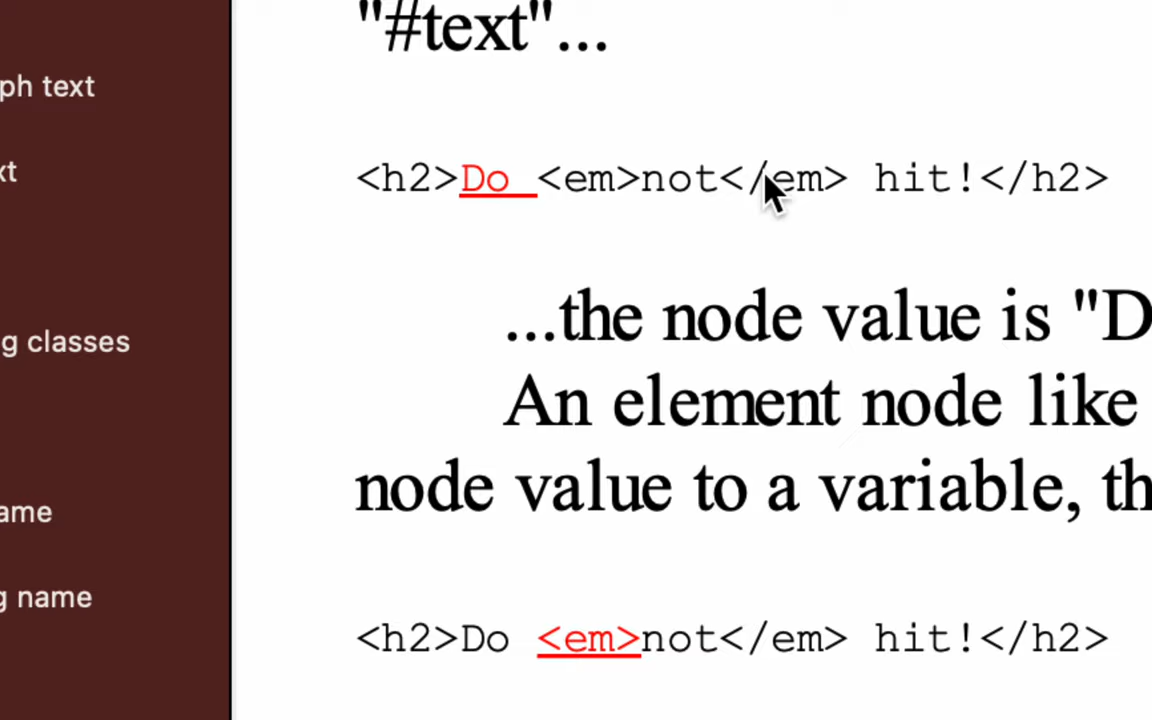 "#text"...
ph text
xt
<h2>Do <em>not</em> hit!</h2>
...the node value is "D
g classes
An element node like
node value to a variable, th
ame
g name
<h2>Do <em>not</em> hit!</h2>